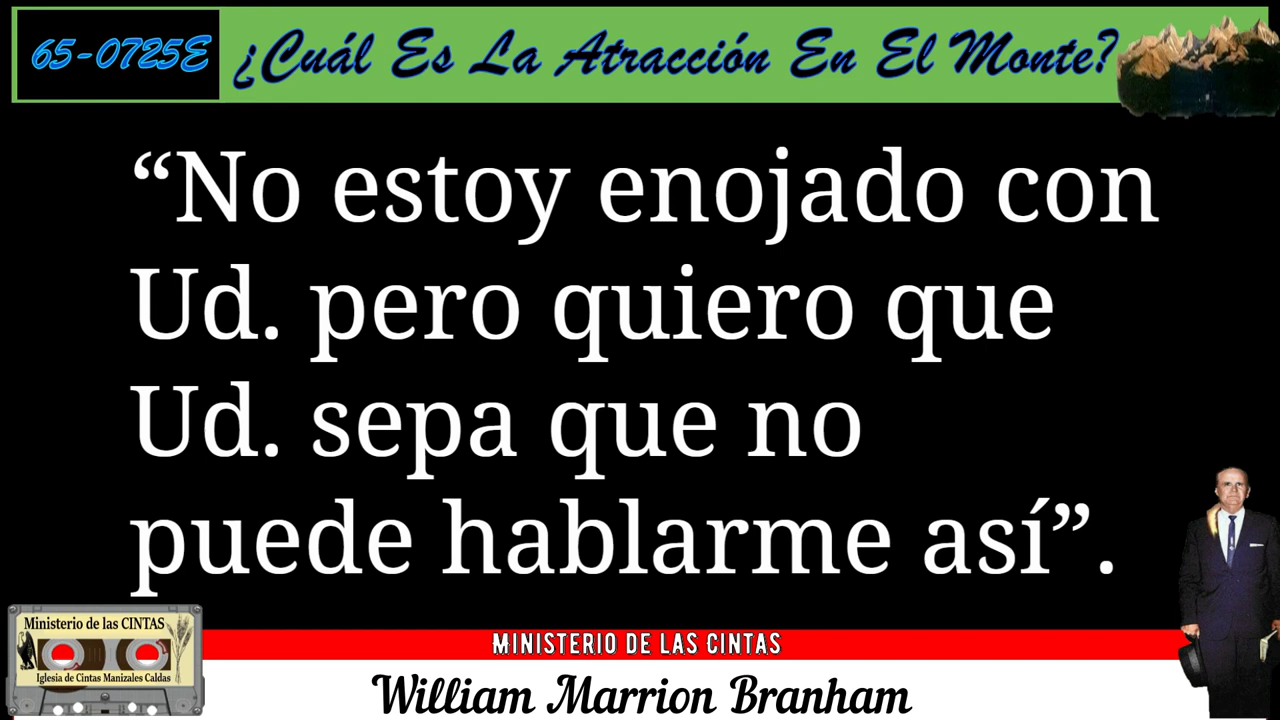 65-0725E ¿Cuál Es La Atracción En El Monte?
“No estoy enojado con
Ud. pero quiero que
Ud. sepa que no
puede hablarme así”.
Ministerio de las CINTAS
Iglesia de Cintas Manizales Caldas
MINISTERIO DE LAS CINTAS
William Marrion Branham